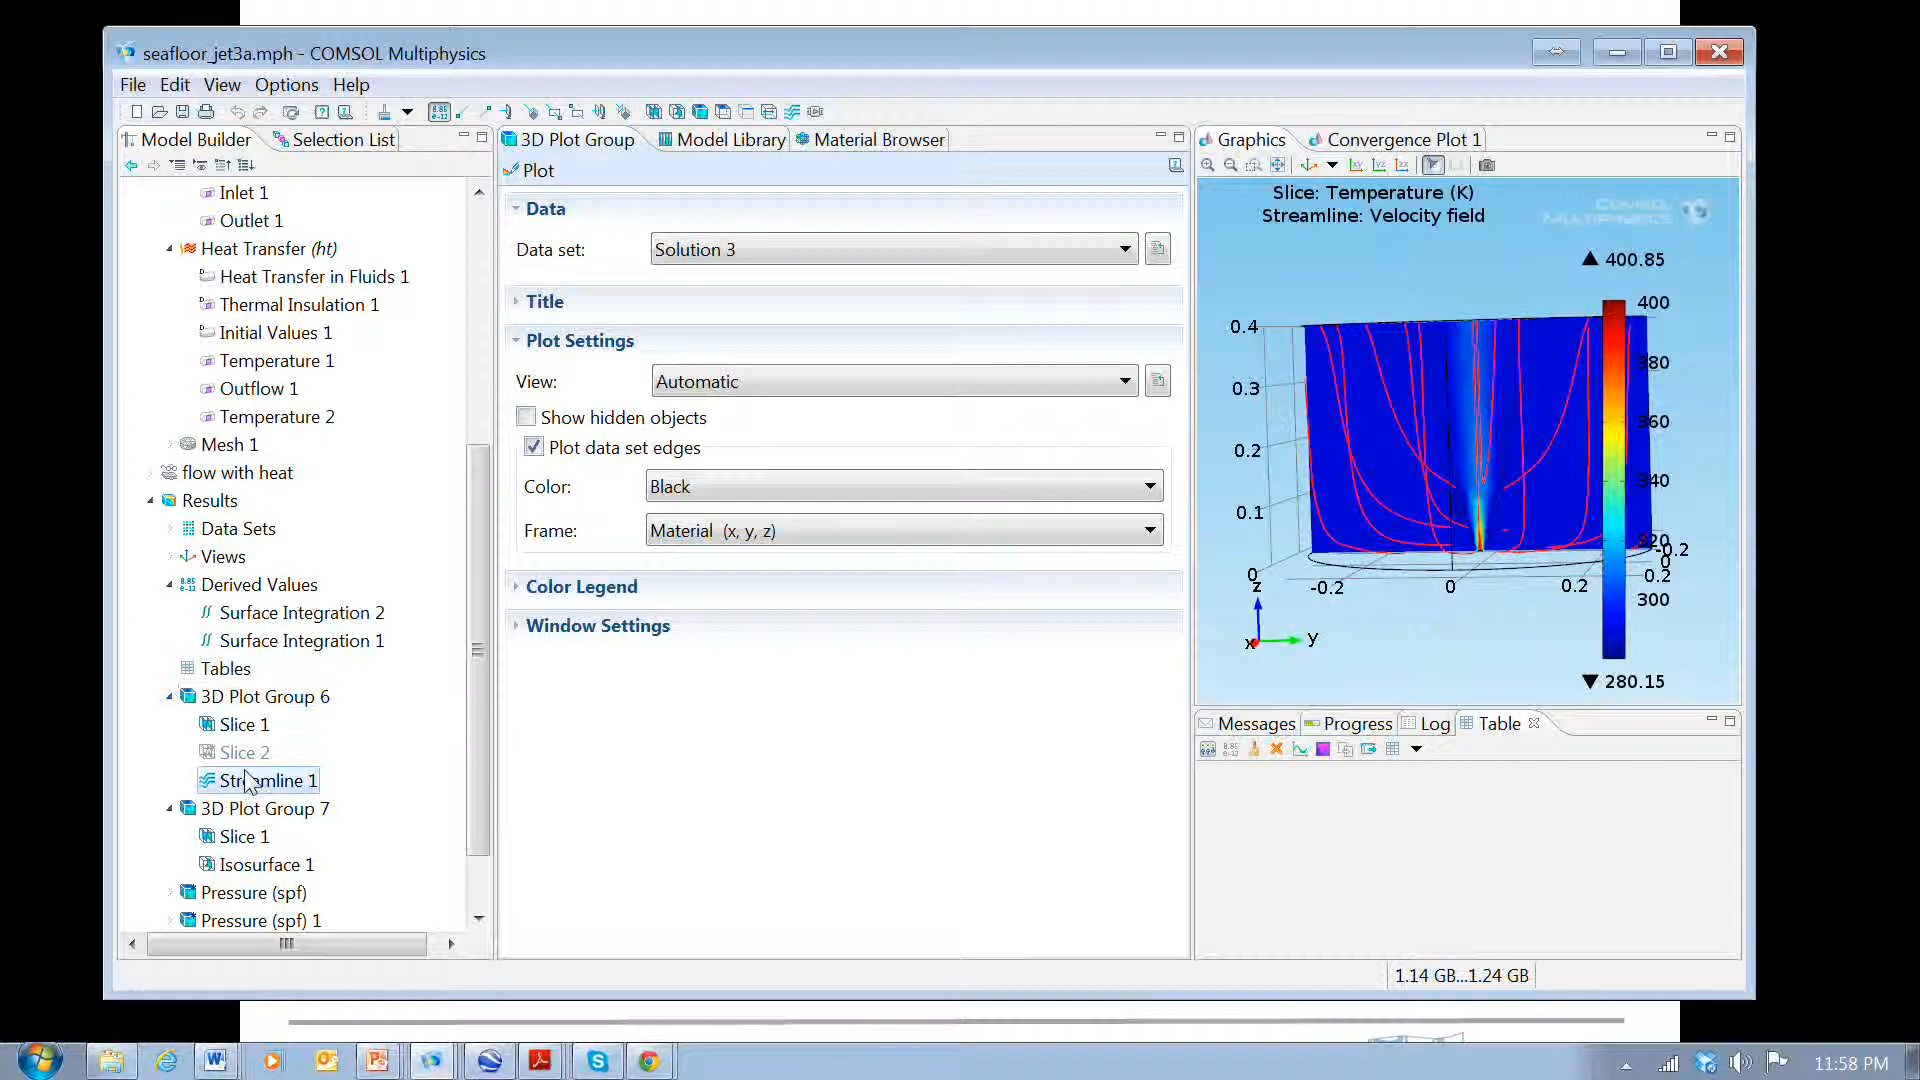 seafloor_jet3a.mph - COMSOL Multiphysics
File Edit View Options Help
Model Builder
Selection List
Inlet 1
Outlet 1
Heat Transfer (ht)
Heat Transfer in Fluids 1
Thermal Insulation 1
Initial Values 1
Temperature 1
Outflow 1
Temperature 2
Mesh 1
flow with heat
Results
Data Sets
Views
Derived Values
Surface Integration 2
Surface Integration 1
Tables
3D Plot Group 6
Slice 1
Slice 2
Streamline 1
3D Plot Group 7
Slice 1
Isosurface 1
Pressure (spf)
Pressure (spf) 1
3D Plot Group
Model Library
Material Browser
Plot
Data
Data set: Solution 3
Title
Plot Settings
View: Automatic
Show hidden objects
Plot data set edges
Color: Black
Frame: Material (x, y, z)
Color Legend
Window Settings
Graphics
Convergence Plot 1
Slice: Temperature (K)
Streamline: Velocity field
COMSOL
MULTIPHYSICS
400.85
400
380
360
340
320
300
280.15
0.4
0.3
0.2
0.1
0
-0.2
0
0.2
-0.2
0
0.2
z
y
x
Messages
Progress
Log
Table
1.14 GB...1.24 GB
11:58 PM